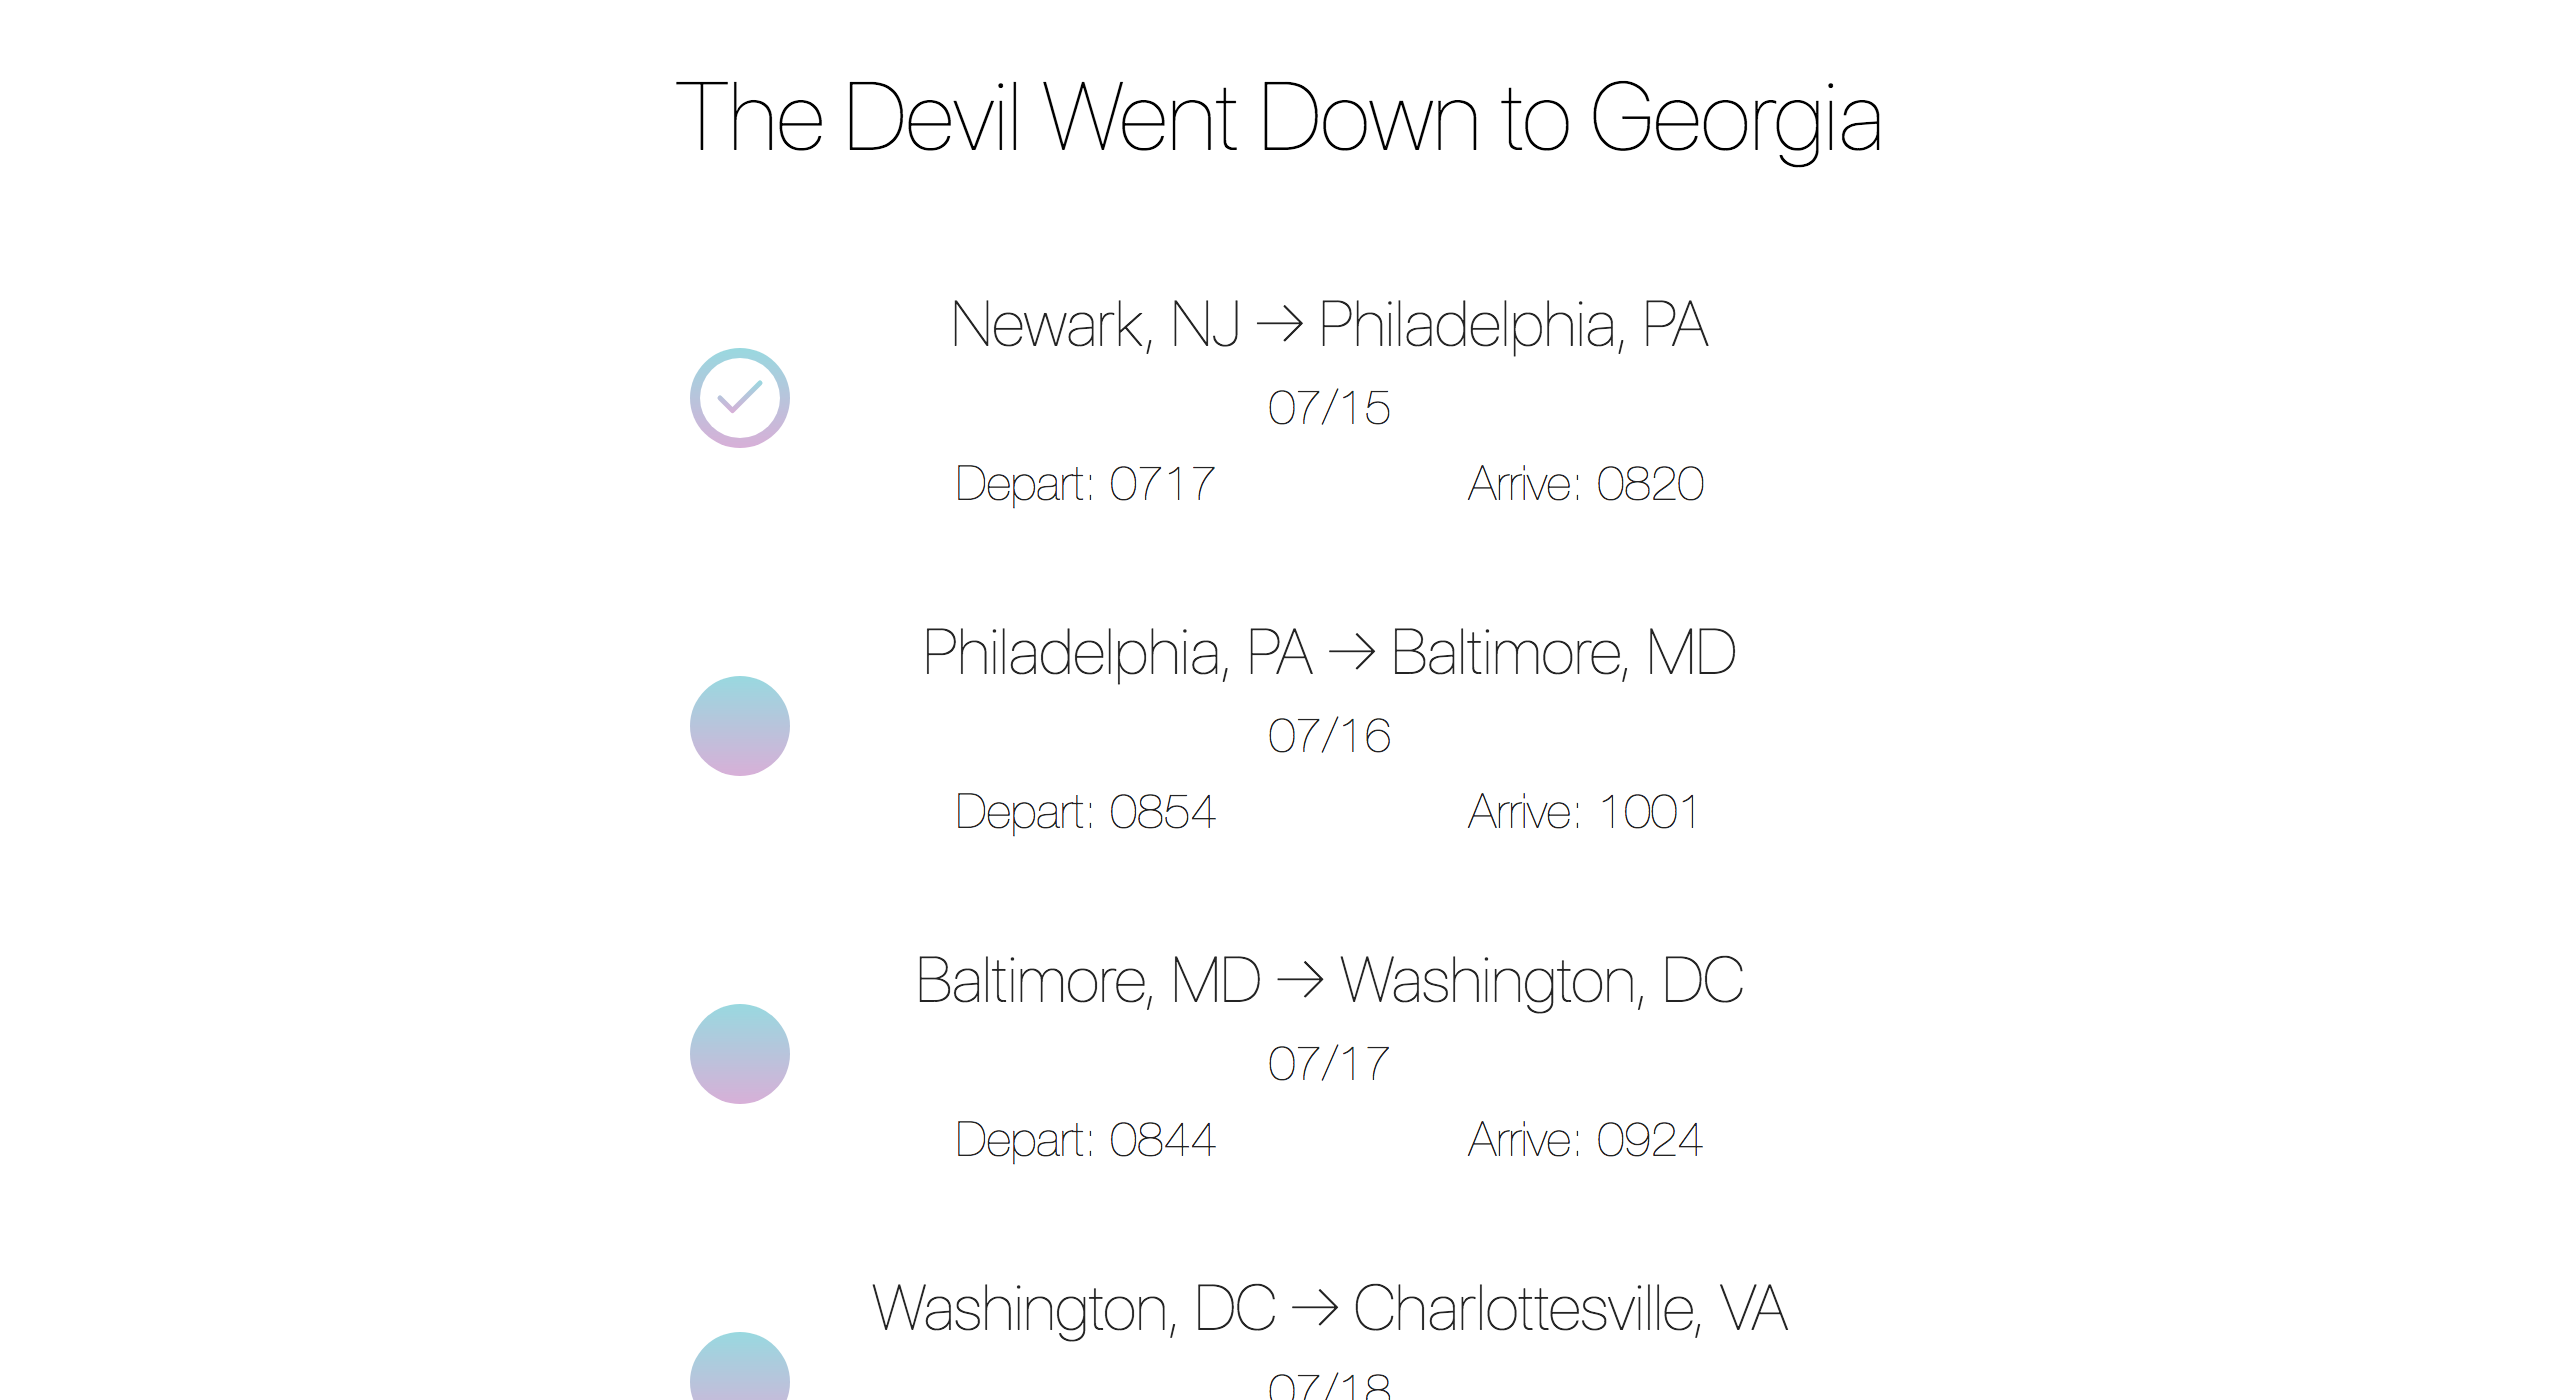 The Devil Went Down to Georgia
Newark, NJ → Philadelphia, PA
07/15
Depart: 0717 Arrive: 0820
Philadelphia, PA → Baltimore, MD
07/16
Depart: 0854 Arrive: 1001
Baltimore, MD → Washington, DC
07/17
Depart: 0844 Arrive: 0924
Washington, DC → Charlottesville, VA
07/18